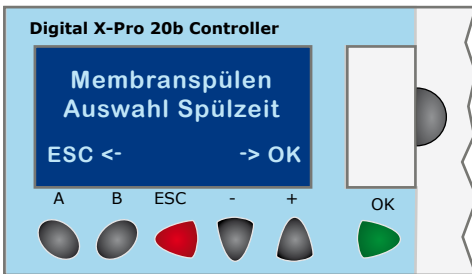 Digital X-Pro 20b Controller
Membranspülen
Auswahl Spülzeit
ESC <- -> OK
A B ESC - + OK